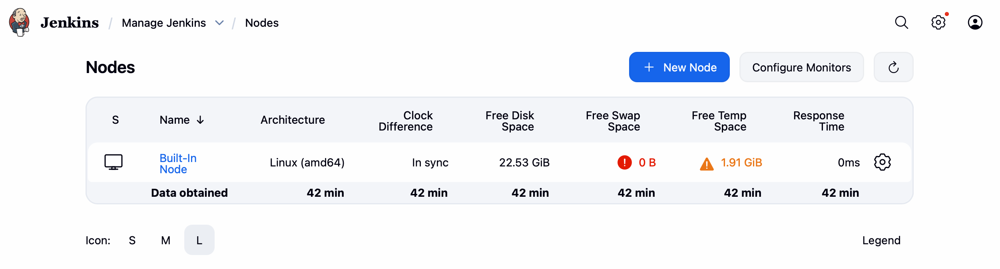 Jenkins / Manage Jenkins / Nodes
Nodes
+ New Node Configure Monitors
S Name ↓ Architecture Clock Difference Free Disk Space Free Swap Space Free Temp Space Response Time
Built-In Node Linux (amd64) In sync 22.53 GiB 0 B 1.91 GiB 0ms
Data obtained 42 min 42 min 42 min 42 min 42 min 42 min
Icon: S M L Legend